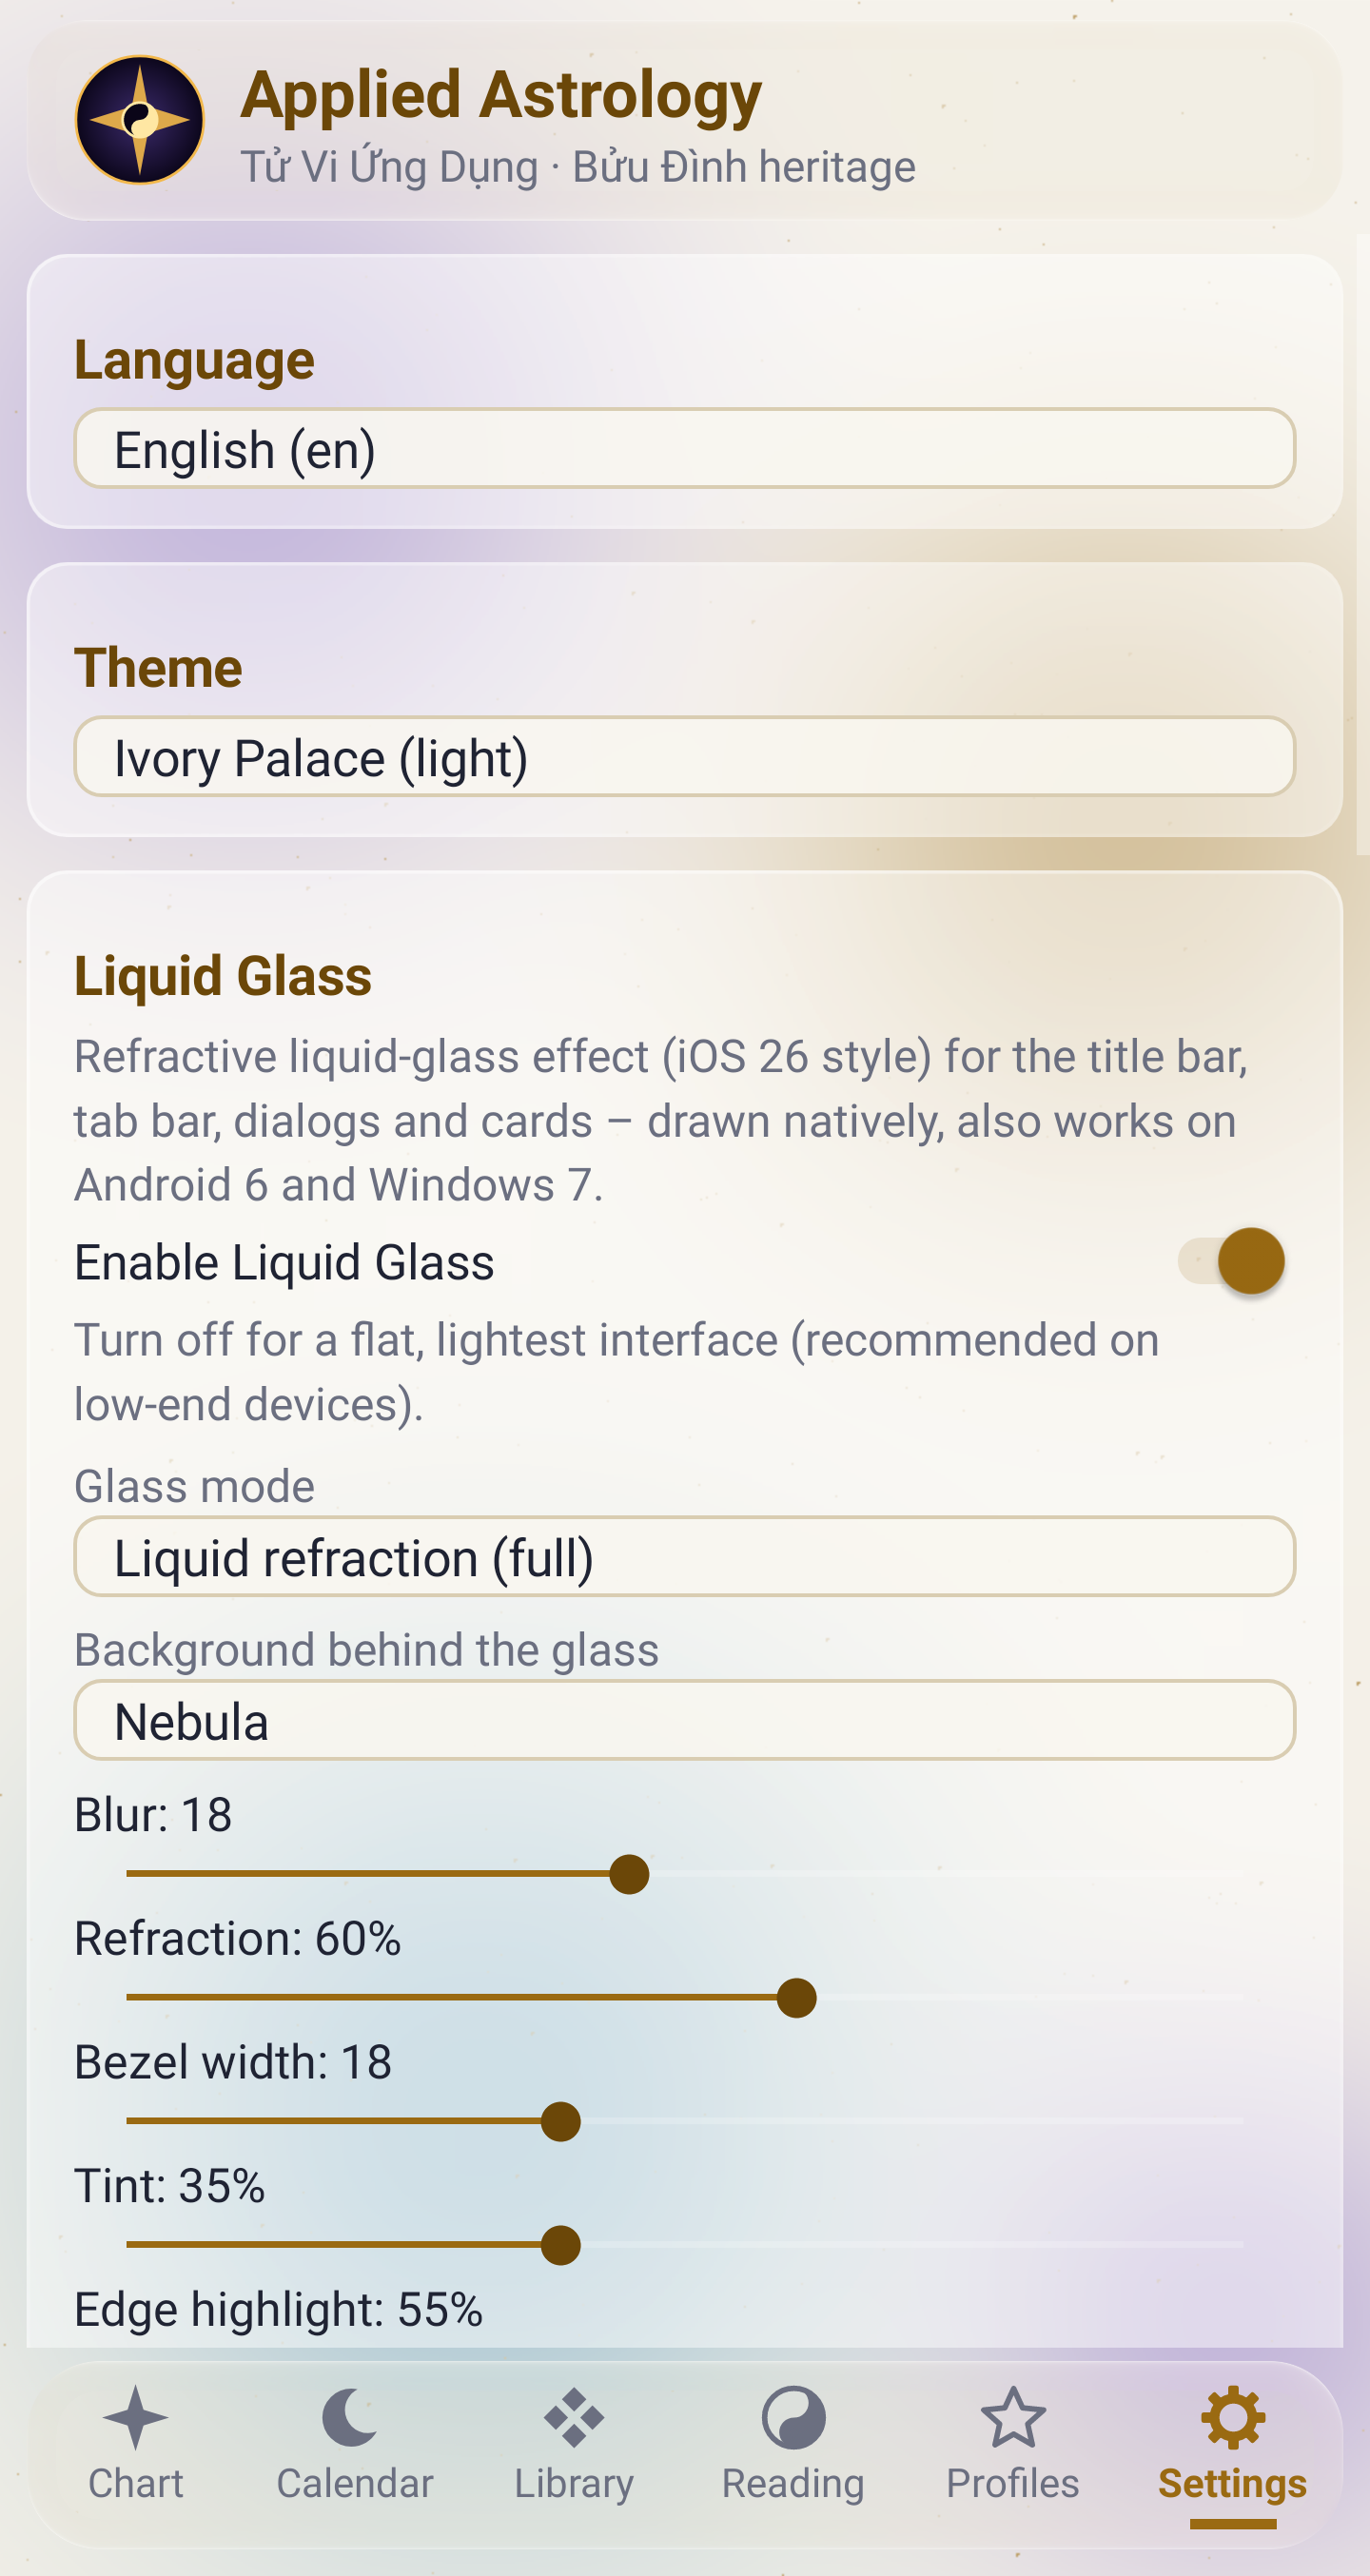 Applied Astrology
Tử Vi Ứng Dụng · Bửu Đình heritage
Language
English (en)
Theme
Ivory Palace (light)
Liquid Glass
Refractive liquid-glass effect (iOS 26 style) for the title bar,
tab bar, dialogs and cards – drawn natively, also works on
Android 6 and Windows 7.
Enable Liquid Glass
Turn off for a flat, lightest interface (recommended on
low-end devices).
Glass mode
Liquid refraction (full)
Background behind the glass
Nebula
Blur: 18
Refraction: 60%
Bezel width: 18
Tint: 35%
Edge highlight: 55%
Chart
Calendar
Library
Reading
Profiles
Settings